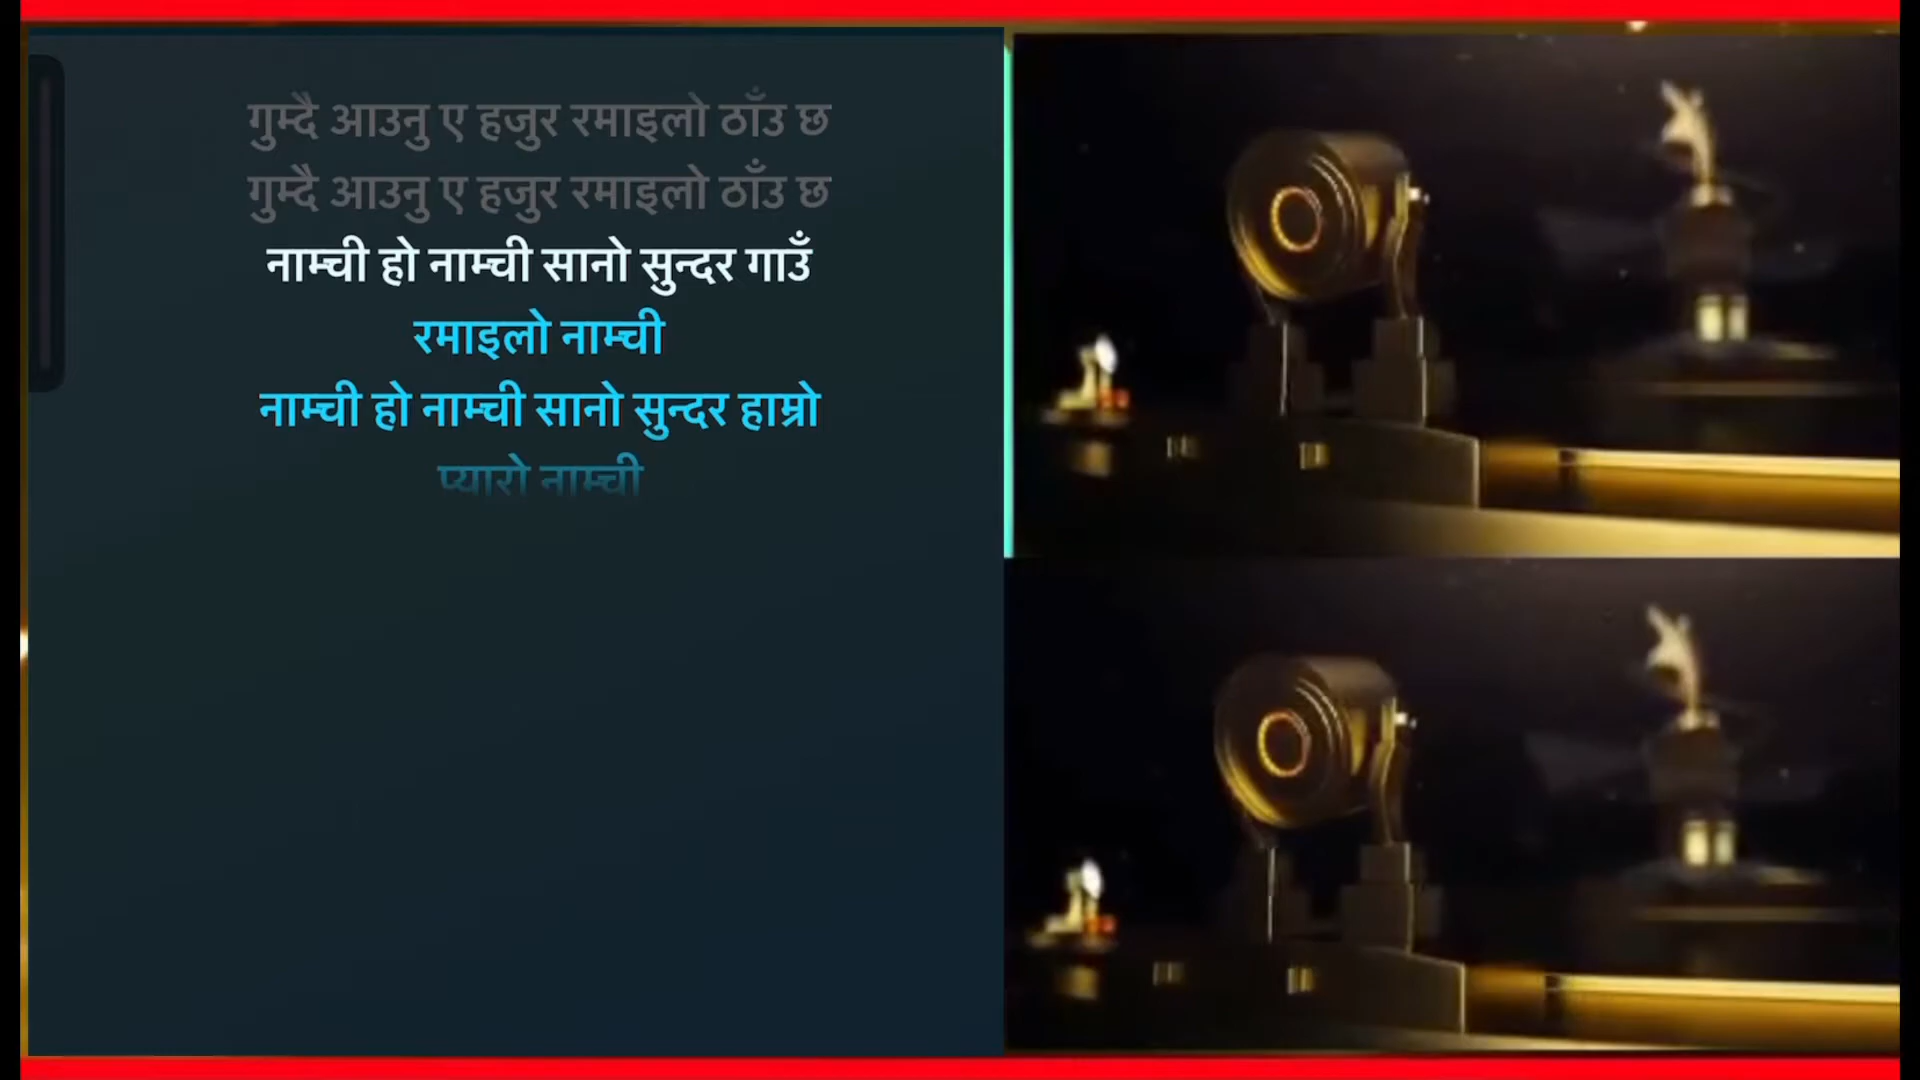 गुम्दै आउनु ए हजुर रमाइलो ठाँउ छ
गुम्दै आउनु ए हजुर रमाइलो ठाँउ छ
नाम्ची हो नाम्ची सानो सुन्दर गाउँ
रमाइलो नाम्ची
नाम्ची हो नाम्ची सानो सुन्दर हाम्रो
प्यारो नाम्ची